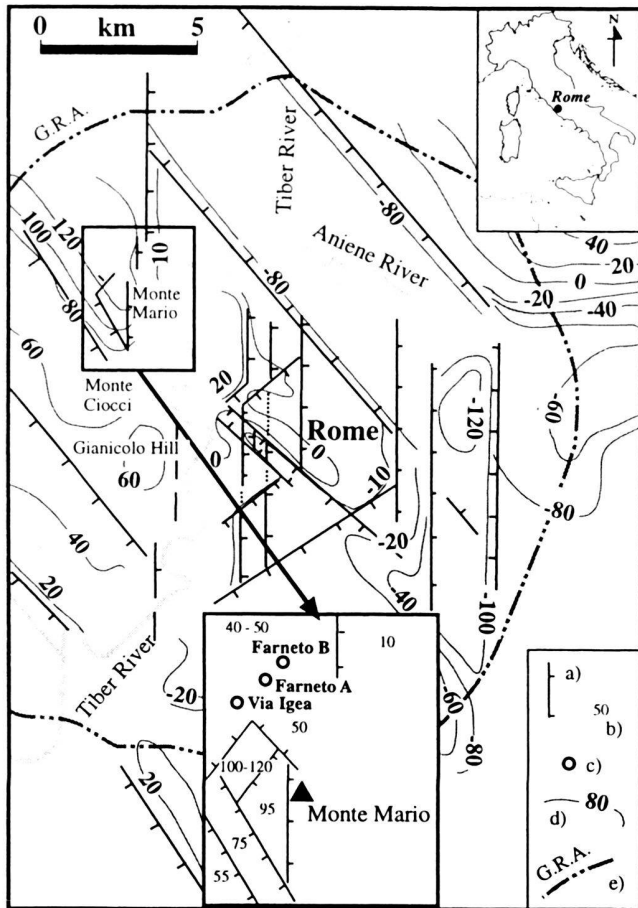 0 km 5
N
Rome
G.R.A.
Tiber River
Aniene River
-80
-80
100
120
80
10
Monte
Mario
40
20
0
-20
-40
60
Monte
Ciocci
20
Rome
-120
-60
Gianicolo Hill
60
0
0
-10
-80
40
-20
20
-40
-100
Tiber River
-20
-60
-80
20
40 - 50
10
Farneto B
Farneto A
Via Igea
50
100-120
95
Monte Mario
75
55
a)
50
b)
c)
80
d)
G.R.A.
e)